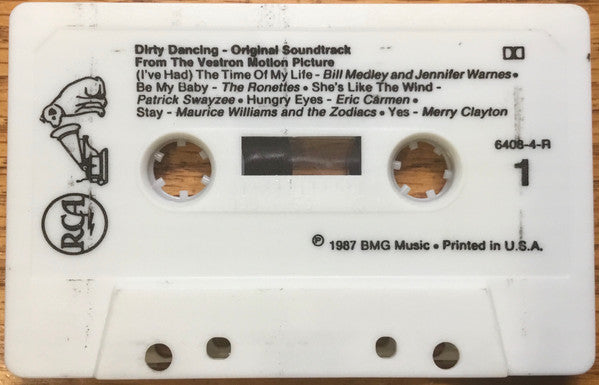 Dirty Dancing - Original Soundtrack
From The Vestron Motion Picture
(I've Had) The Time Of My Life - Bill Medley and Jennifer Warnes •
Be My Baby - The Ronettes • She's Like The Wind -
Patrick Swayzee • Hungry Eyes - Eric Carmen •
Stay - Maurice Williams and the Zodiacs • Yes - Merry Clayton
6408-4-R
1
RCA
℗ 1987 BMG Music • Printed in U.S.A.